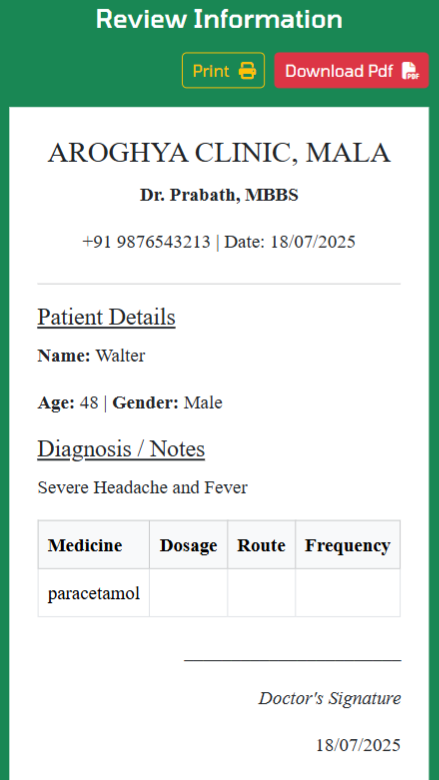 Review Information
Print
Download Pdf
AROGHYA CLINIC, MALA
Dr. Prabath, MBBS
+91 9876543213 | Date: 18/07/2025
Patient Details
Name: Walter
Age: 48 | Gender: Male
Diagnosis / Notes
Severe Headache and Fever
Medicine Dosage Route Frequency
paracetamol
Doctor's Signature
18/07/2025